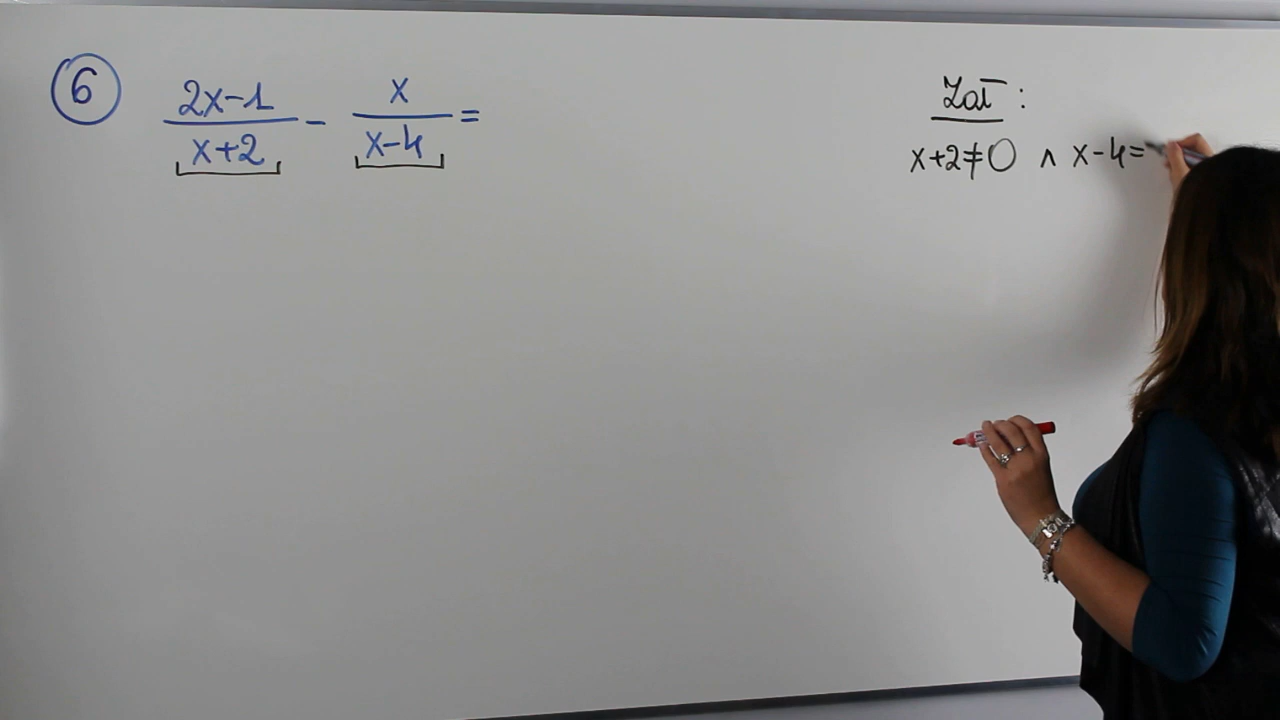 6
2x-1 / x+2 - x / x-4 =
Zał:
x+2≠0 ∧ x-4=